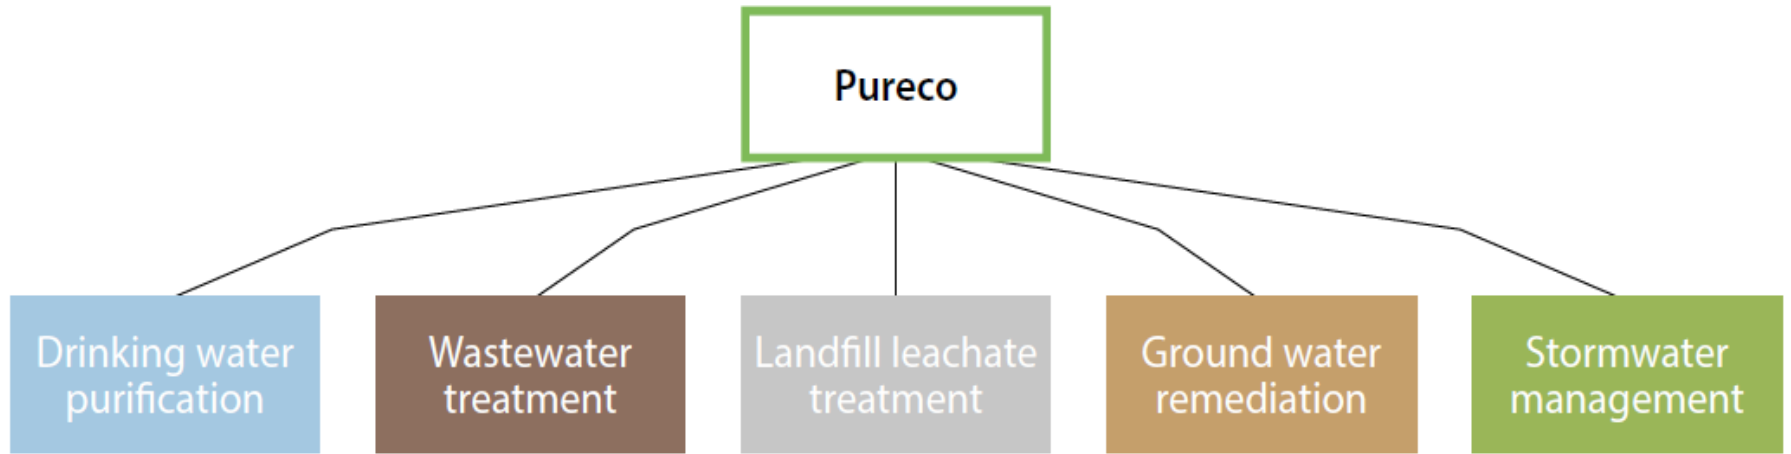 Pureco
Drinking water
purification
Wastewater
treatment
Landfill leachate
treatment
Ground water
remediation
Stormwater
management